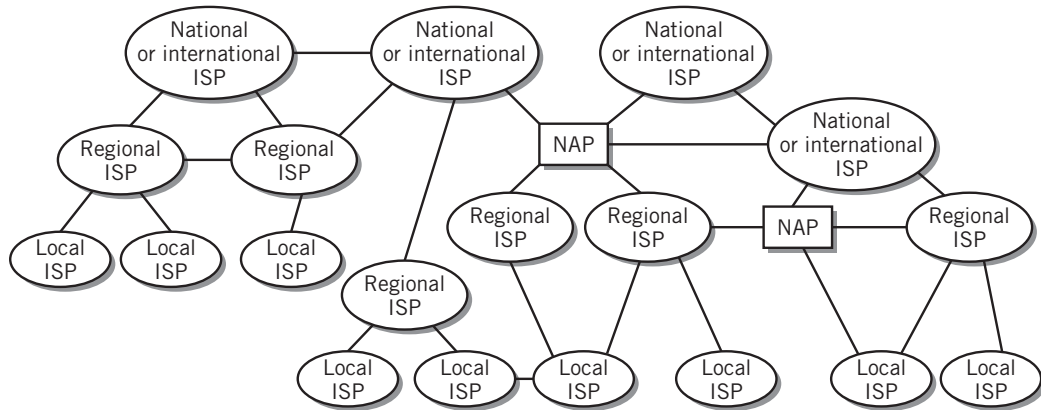 National
or international
ISP
National
or international
ISP
National
or international
ISP
National
or international
ISP
NAP
Regional
ISP
Regional
ISP
Regional
ISP
Regional
ISP
NAP
Regional
ISP
Local
ISP
Local
ISP
Local
ISP
Regional
ISP
Local
ISP
Local
ISP
Local
ISP
Local
ISP
Local
ISP
Local
ISP